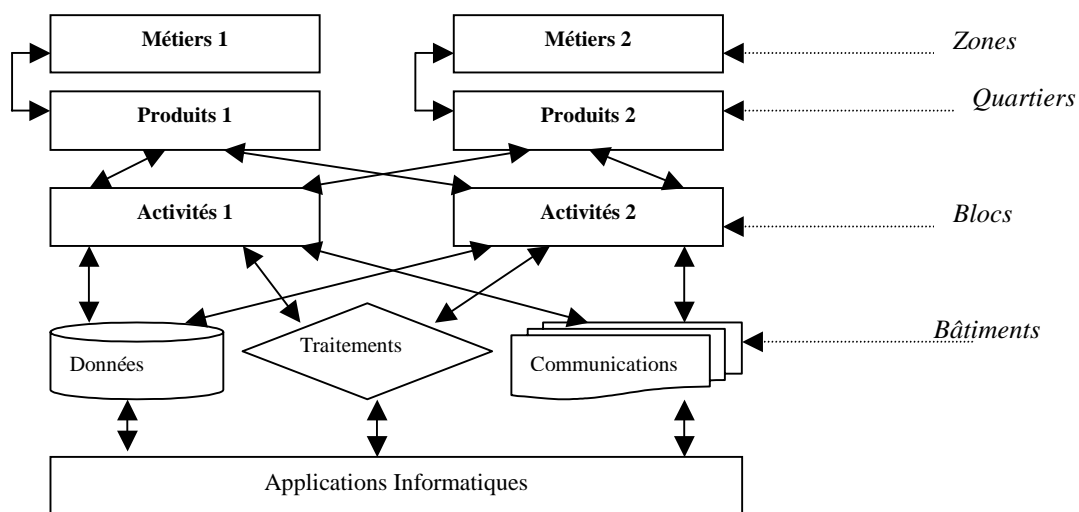 Métiers 1
Métiers 2
Zones
Produits 1
Produits 2
Quartiers
Activités 1
Activités 2
Blocs
Données
Traitements
Communications
Bâtiments
Applications Informatiques